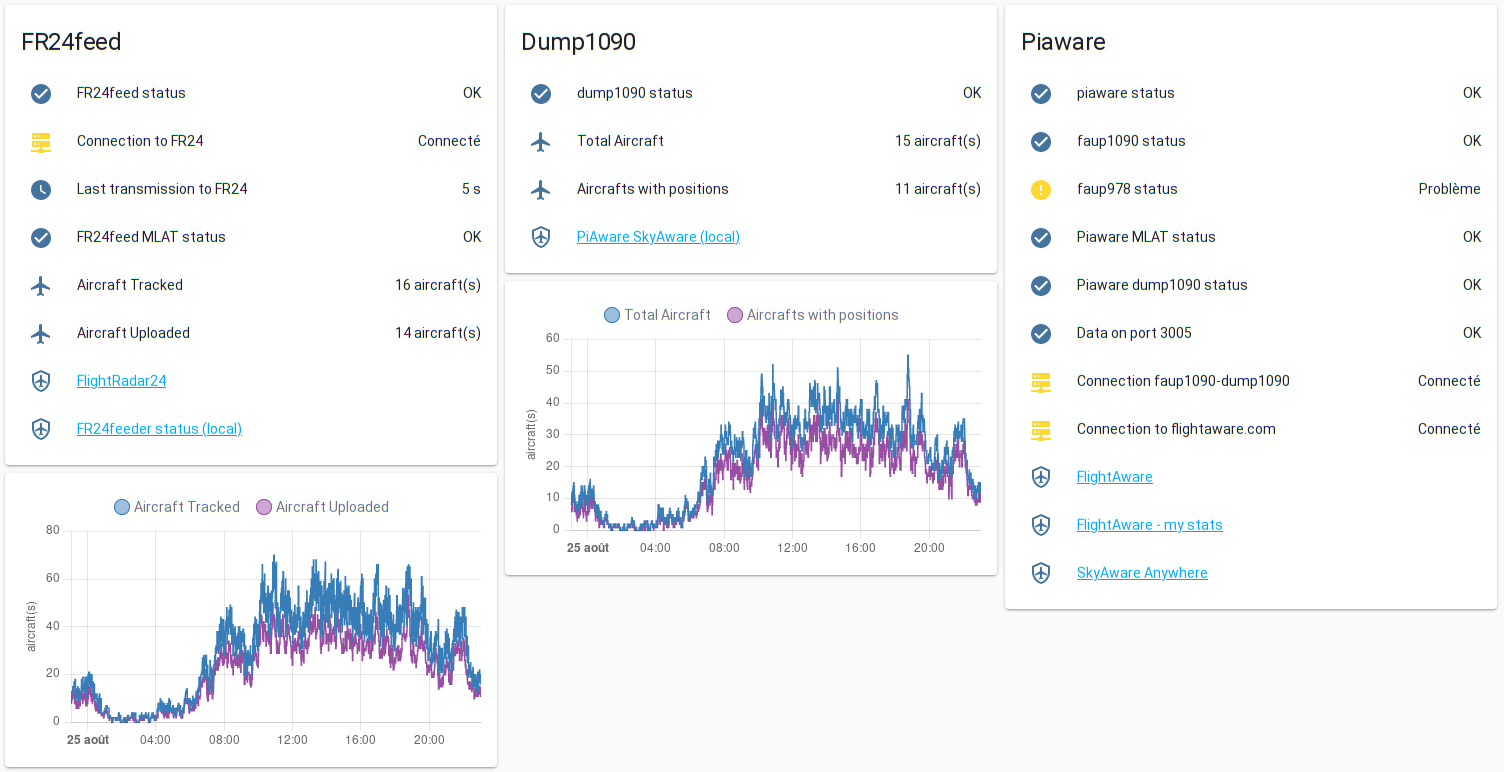 FR24feed
FR24feed status OK
Connection to FR24 Connecté
Last transmission to FR24 5 s
FR24feed MLAT status OK
Aircraft Tracked 16 aircraft(s)
Aircraft Uploaded 14 aircraft(s)
FlightRadar24
FR24feeder status (local)
Aircraft Tracked Aircraft Uploaded
80
60
40
20
0
aircraft(s)
25 août 04:00 08:00 12:00 16:00 20:00
Dump1090
dump1090 status OK
Total Aircraft 15 aircraft(s)
Aircrafts with positions 11 aircraft(s)
PiAware SkyAware (local)
Total Aircraft Aircrafts with positions
60
50
40
30
20
10
0
aircraft(s)
25 août 04:00 08:00 12:00 16:00 20:00
Piaware
piaware status OK
faup1090 status OK
faup978 status Problème
Piaware MLAT status OK
Piaware dump1090 status OK
Data on port 3005 OK
Connection faup1090-dump1090 Connecté
Connection to flightaware.com Connecté
FlightAware
FlightAware - my stats
SkyAware Anywhere